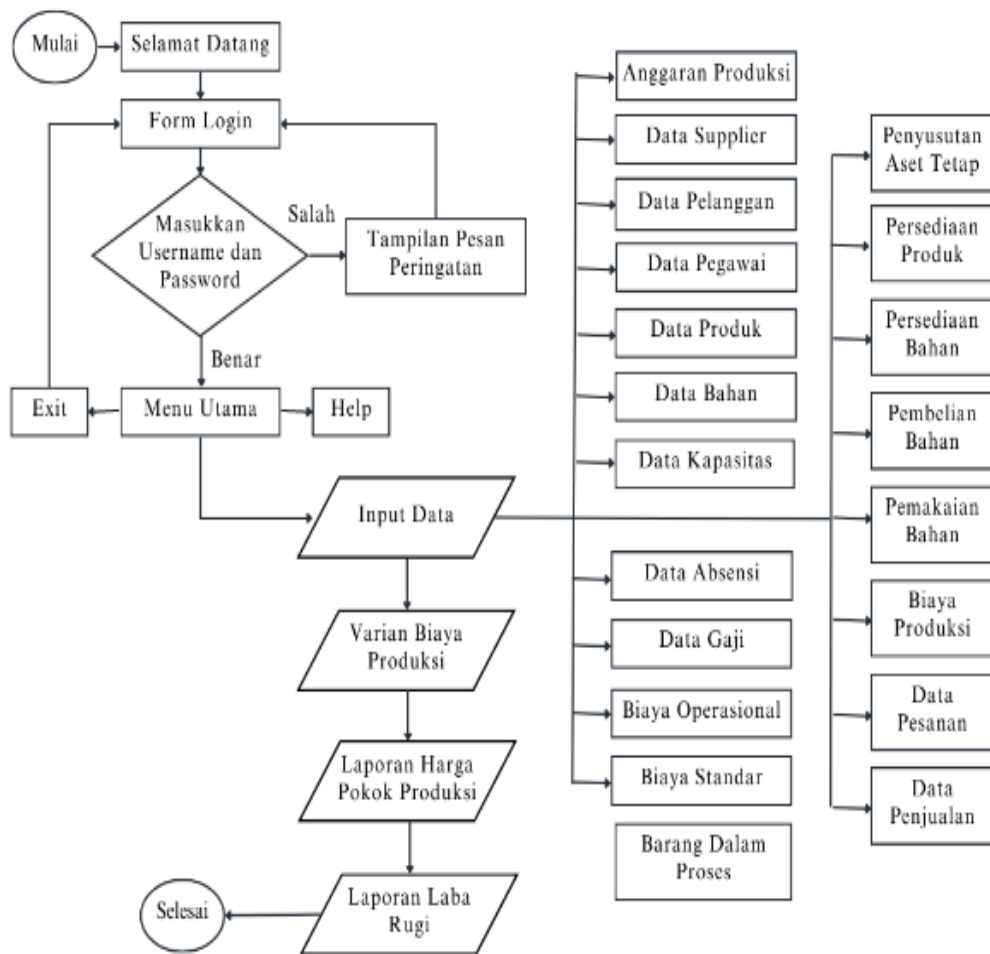 Mulai
Selamat Datang
Form Login
Masukkan
Username dan
Password
Salah
Tampilan Pesan
Peringatan
Benar
Exit
Menu Utama
Help
Input Data
Varian Biaya
Produksi
Laporan Harga
Pokok Produksi
Laporan Laba
Rugi
Selesai
Anggaran Produksi
Data Supplier
Data Pelanggan
Data Pegawai
Data Produk
Data Bahan
Data Kapasitas
Data Absensi
Data Gaji
Biaya Operasional
Biaya Standar
Barang Dalam
Proses
Penyusutan
Aset Tetap
Persediaan
Produk
Persediaan
Bahan
Pembelian
Bahan
Pemakaian
Bahan
Biaya
Produksi
Data
Pesanan
Data
Penjualan